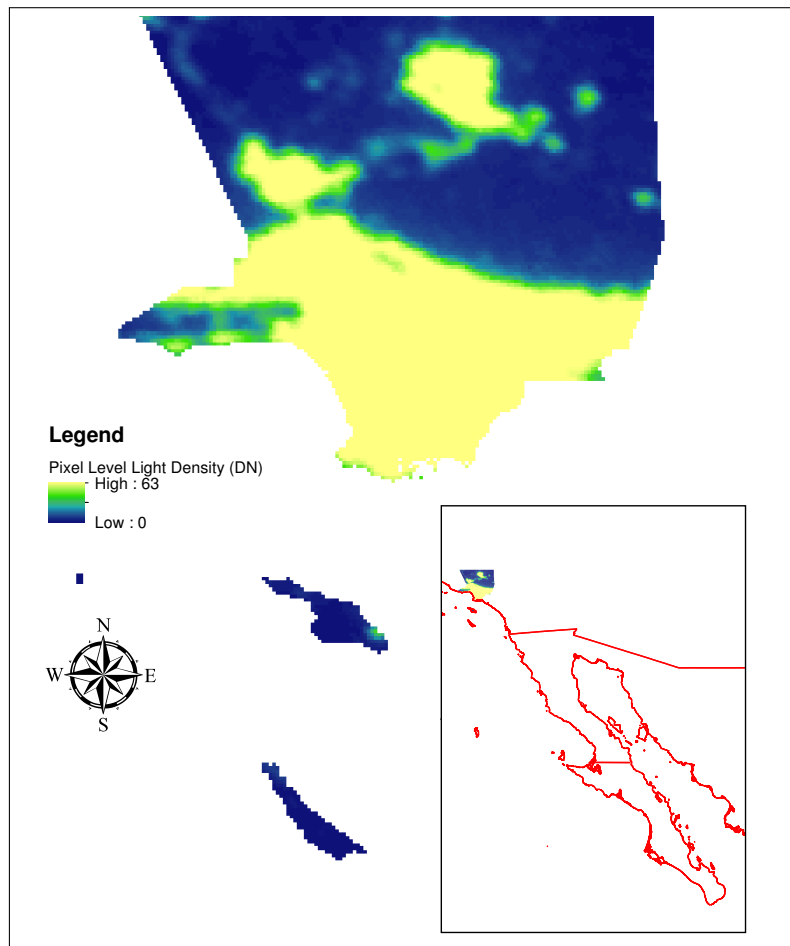 Legend
Pixel Level Light Density (DN)
High : 63
Low : 0
N
W
E
S